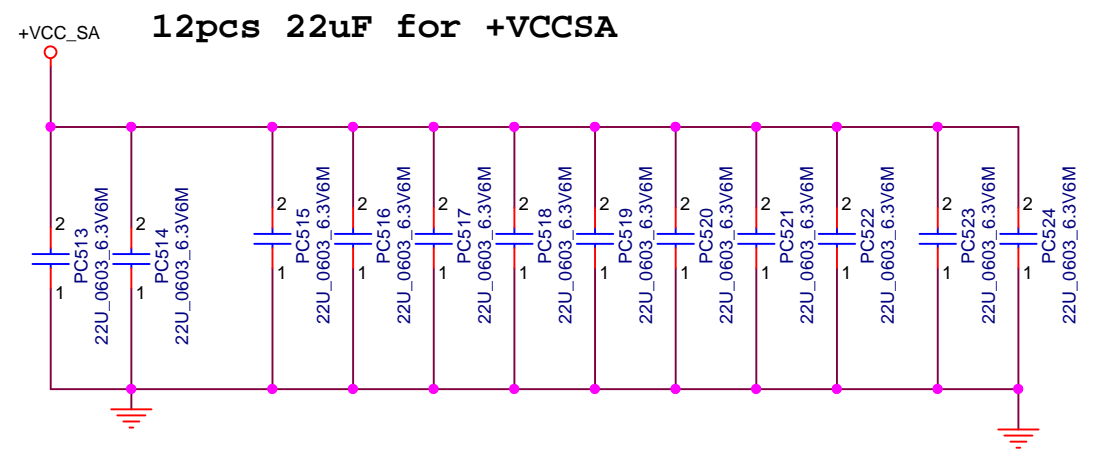 +VCC_SA
12pcs 22uF for +VCCSA
2
PC513
22U_0603_6.3V6M
1
2
PC514
22U_0603_6.3V6M
1
2
PC515
22U_0603_6.3V6M
1
2
PC516
22U_0603_6.3V6M
1
2
PC517
22U_0603_6.3V6M
1
2
PC518
22U_0603_6.3V6M
1
2
PC519
22U_0603_6.3V6M
1
2
PC520
22U_0603_6.3V6M
1
2
PC521
22U_0603_6.3V6M
1
2
PC522
22U_0603_6.3V6M
1
2
PC523
22U_0603_6.3V6M
1
2
PC524
22U_0603_6.3V6M
1